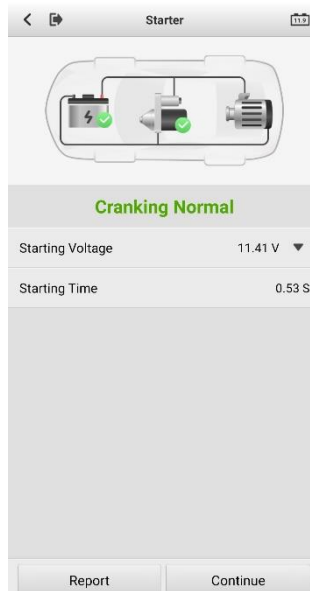 Starter
11.9
Cranking Normal
Starting Voltage 11.41 V
Starting Time 0.53 S
Report Continue